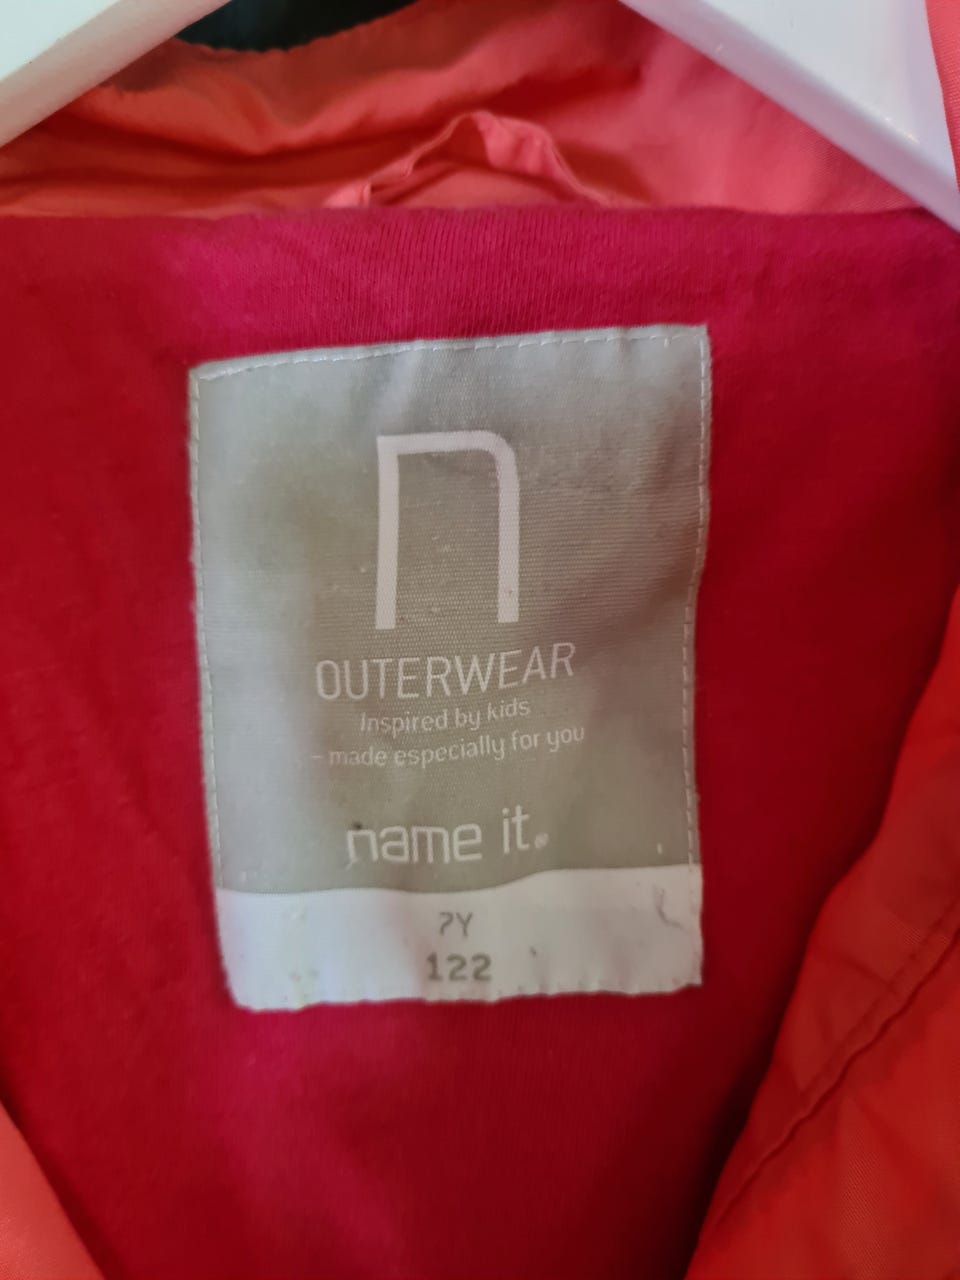 n
OUTERWEAR
Inspired by kids
- made especially for you
name it.
7Y
122